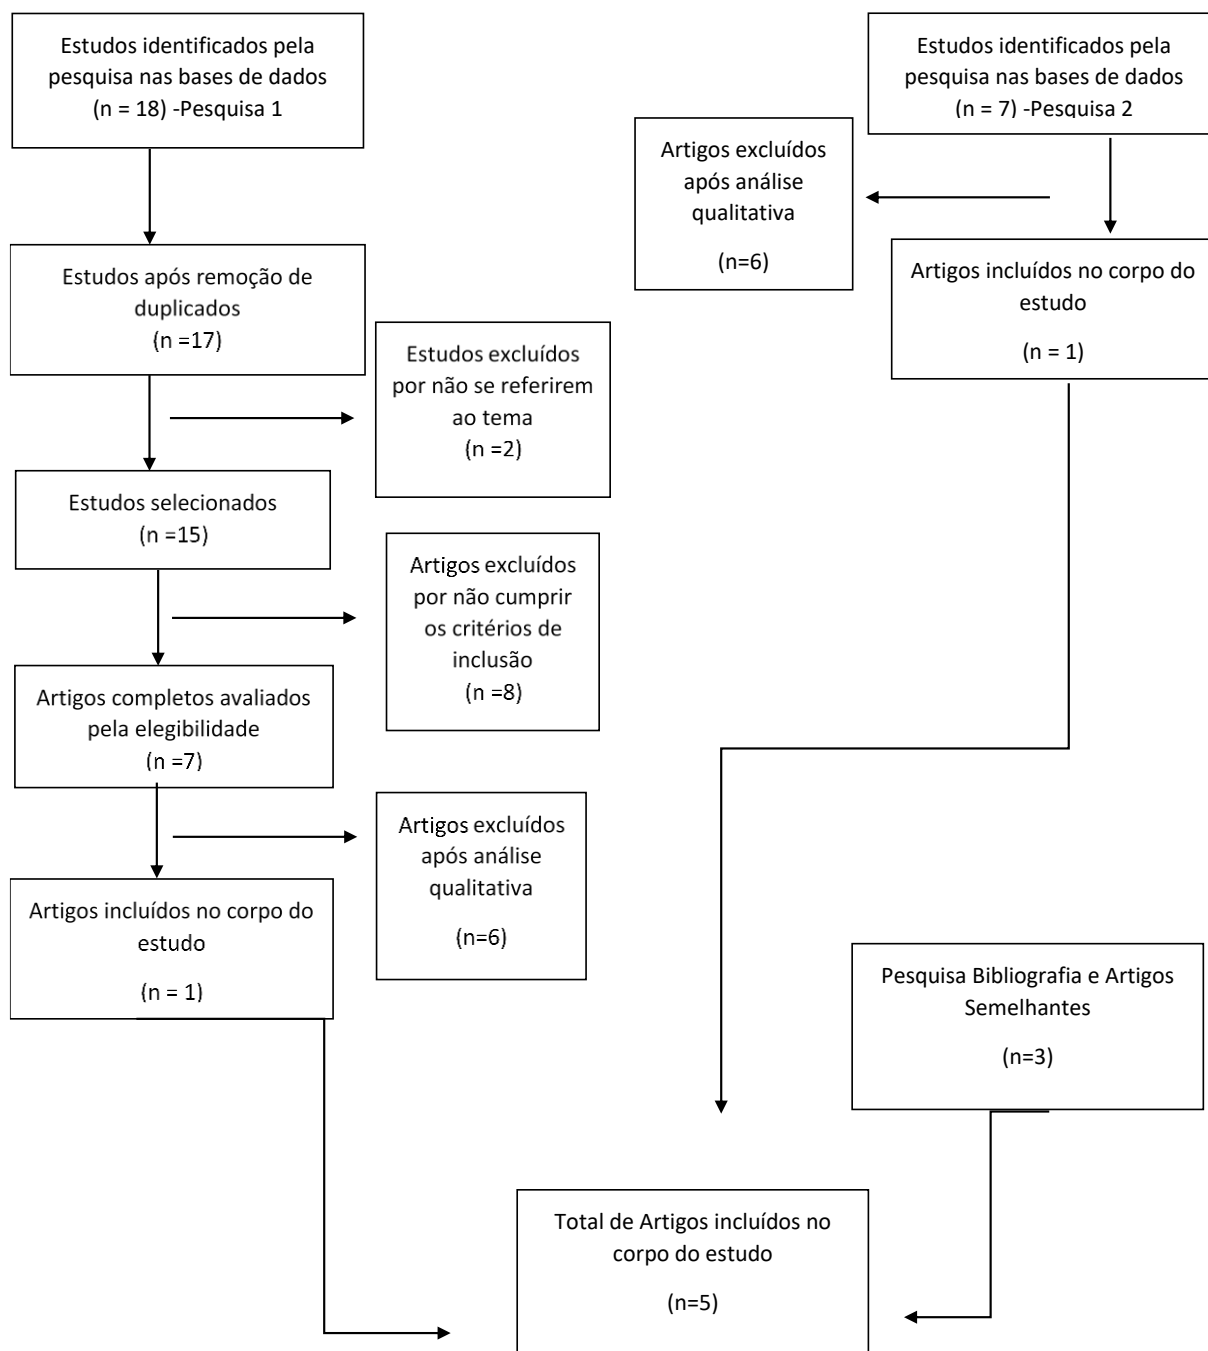 Estudos identificados pela
pesquisa nas bases de dados
(n = 18) -Pesquisa 1
Estudos após remoção de
duplicados
(n =17)
Estudos excluídos
por não se referirem
ao tema
(n =2)
Estudos selecionados
(n =15)
Artigos excluídos
por não cumprir
os critérios de
inclusão
(n =8)
Artigos completos avaliados
pela elegibilidade
(n =7)
Artigos excluídos
após análise
qualitativa
(n=6)
Artigos incluídos no corpo do
estudo
(n = 1)
Estudos identificados pela
pesquisa nas bases de dados
(n = 7) -Pesquisa 2
Artigos excluídos
após análise
qualitativa
(n=6)
Artigos incluídos no corpo do
estudo
(n = 1)
Pesquisa Bibliografia e Artigos
Semelhantes
(n=3)
Total de Artigos incluídos no
corpo do estudo
(n=5)